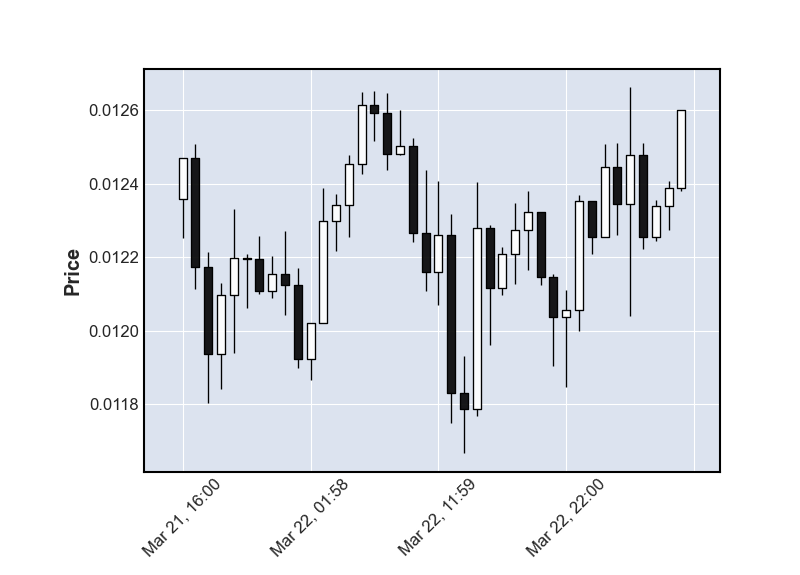 Price
0.0126
0.0124
0.0122
0.0120
0.0118
Mar 21, 16:00
Mar 22, 01:58
Mar 22, 11:59
Mar 22, 22:00